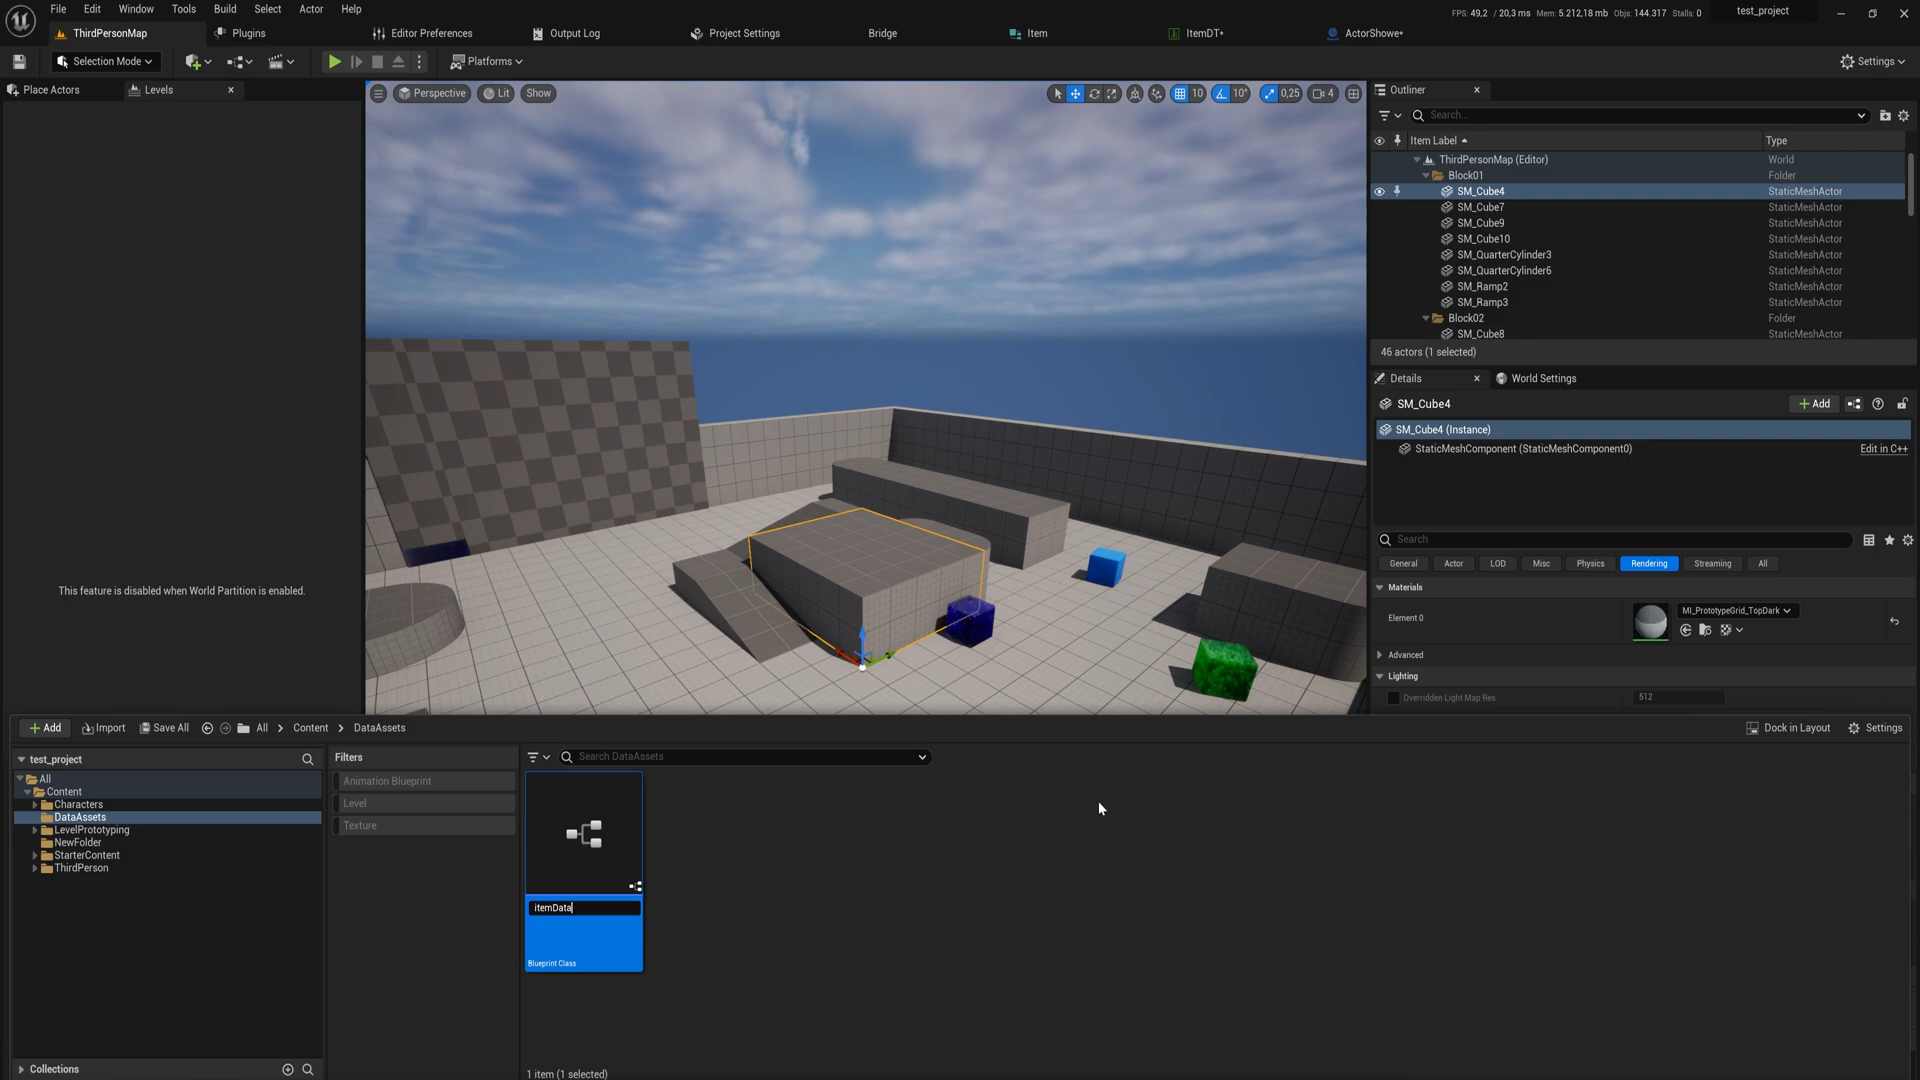 File Edit Window Tools Build Select Actor Help
FPS: 49,2 / 20,3 ms Mem: 5.212,18 mb Objs: 144.317 Stalls: 0
test_project
ThirdPersonMap
Plugins
Editor Preferences
Output Log
Project Settings
Bridge
Item
ItemDT*
ActorShowe*
Selection Mode
Platforms
Settings
Place Actors
Levels
Perspective
Lit
Show
10
10°
0,25
4
This feature is disabled when World Partition is enabled.
Outliner
Search...
Item Label
Type
ThirdPersonMap (Editor) World
Block01 Folder
SM_Cube4 StaticMeshActor
SM_Cube7 StaticMeshActor
SM_Cube9 StaticMeshActor
SM_Cube10 StaticMeshActor
SM_QuarterCylinder3 StaticMeshActor
SM_QuarterCylinder6 StaticMeshActor
SM_Ramp2 StaticMeshActor
SM_Ramp3 StaticMeshActor
Block02 Folder
SM_Cube8 StaticMeshActor
46 actors (1 selected)
Details
World Settings
SM_Cube4
Add
SM_Cube4 (Instance)
StaticMeshComponent (StaticMeshComponent0)
Edit in C++
Search
General Actor LOD Misc Physics Rendering Streaming All
Materials
Element 0
MI_PrototypeGrid_TopDark
Advanced
Lighting
Overridden Light Map Res
512
Add
Import
Save All
All > Content > DataAssets
Dock in Layout
Settings
test_project
All
Content
Characters
DataAssets
LevelPrototyping
NewFolder
StarterContent
ThirdPerson
Collections
Filters
Animation Blueprint
Level
Texture
Search DataAssets
itemData
Blueprint Class
1 item (1 selected)